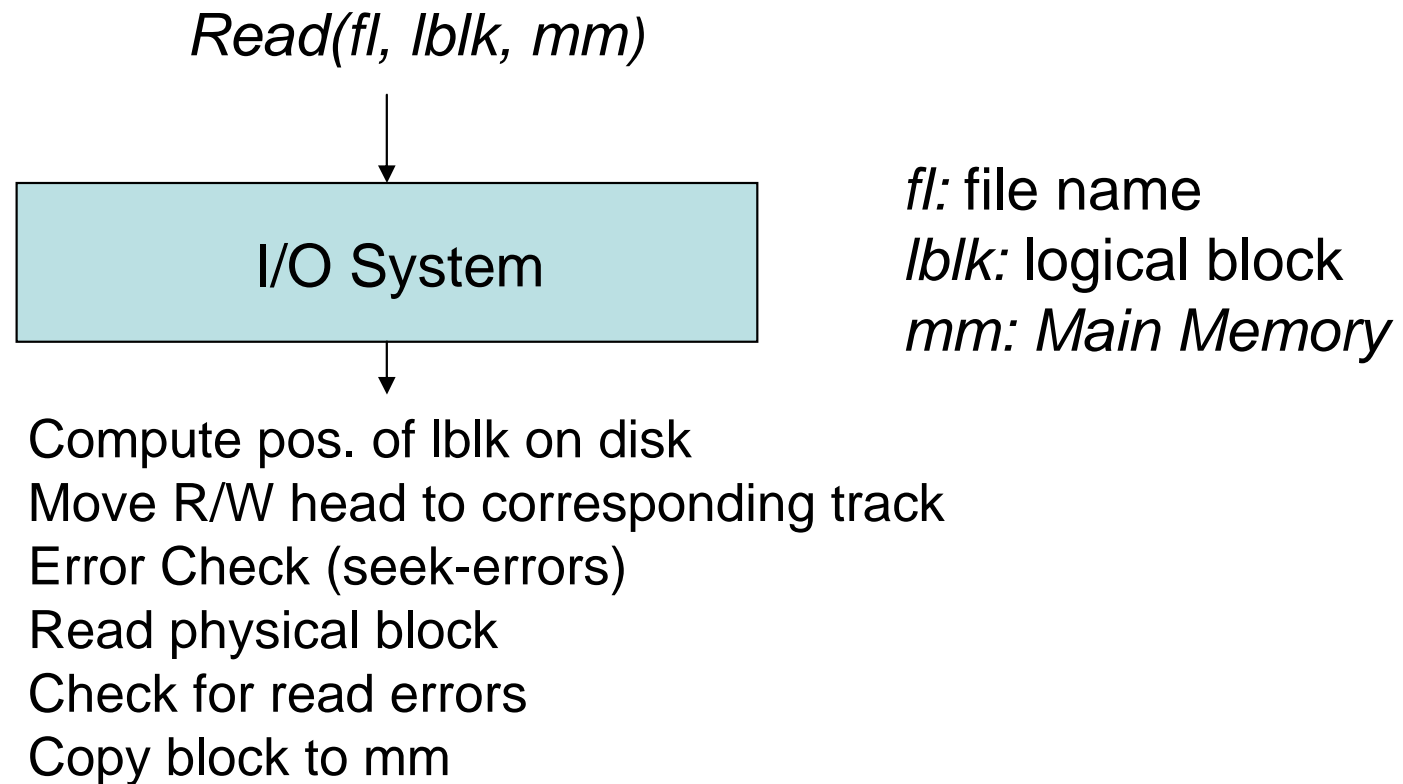 Read(fl, lblk, mm)
I/O System
fl: file name
lblk: logical block
mm: Main Memory
Compute pos. of lblk on disk
Move R/W head to corresponding track
Error Check (seek-errors)
Read physical block
Check for read errors
Copy block to mm